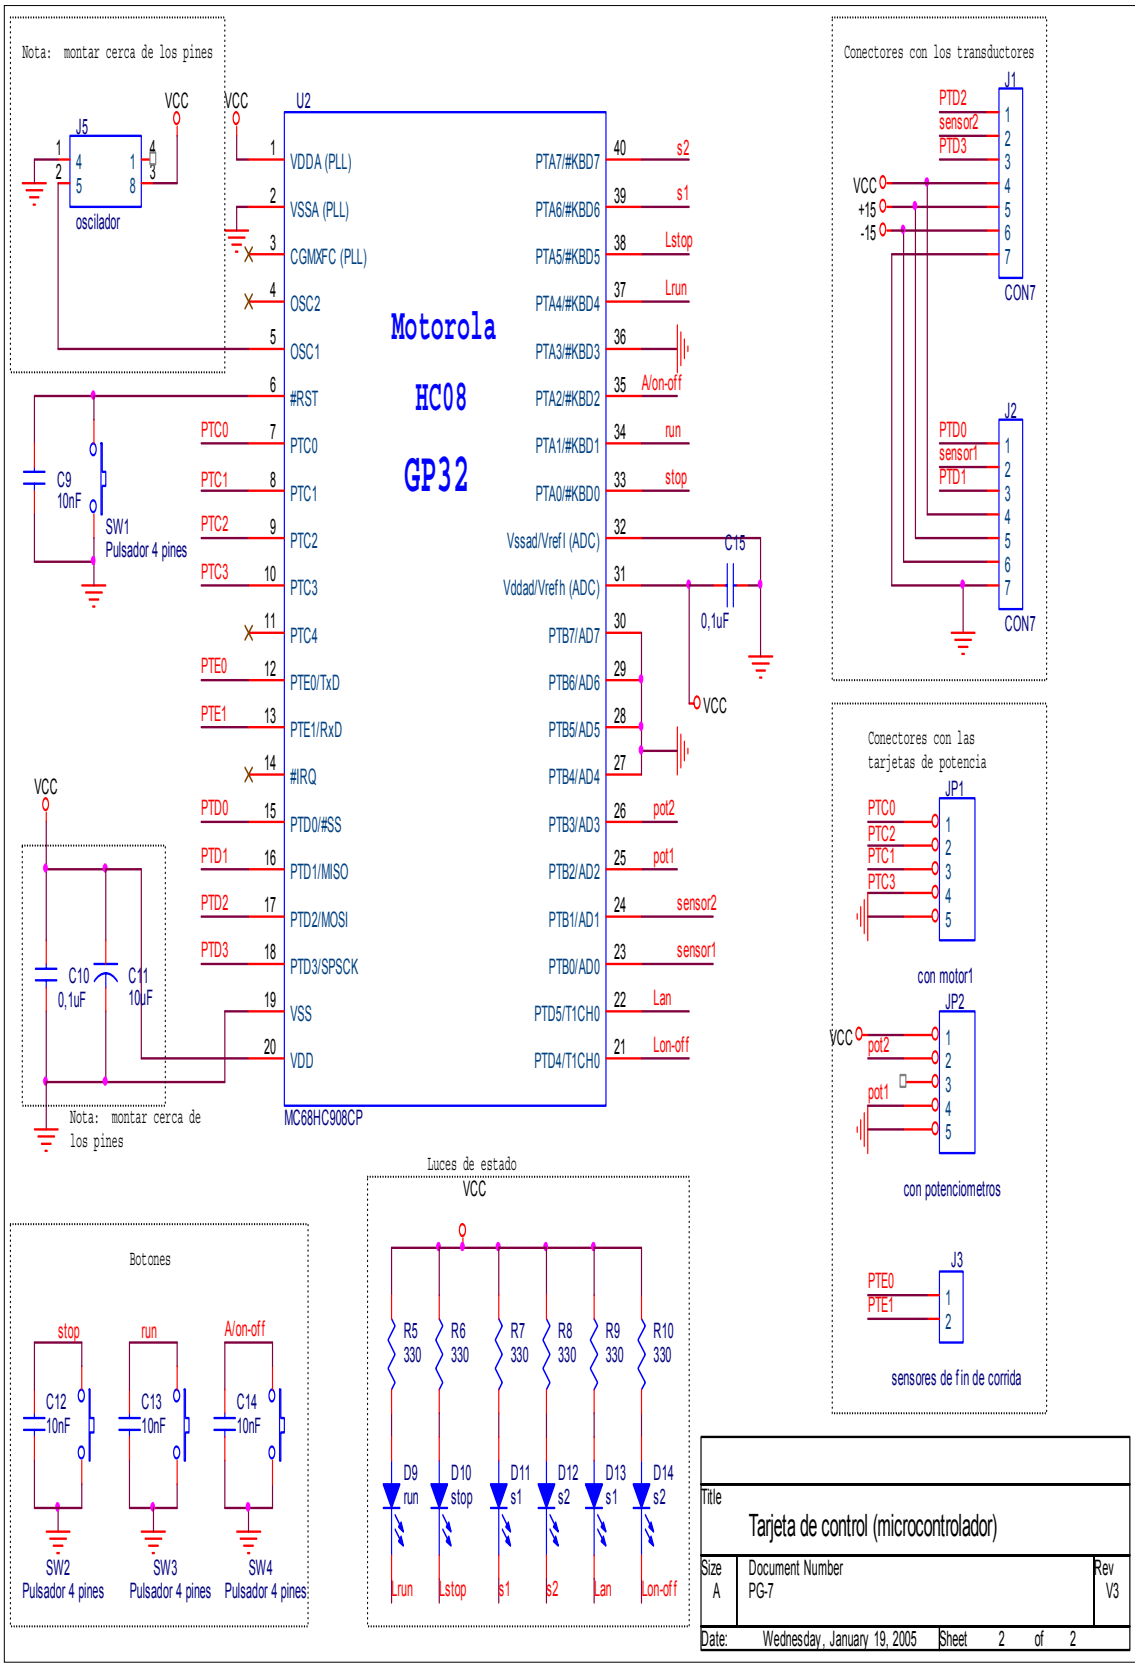 Nota: montar cerca de los pines
VCC
VCC
J5
1
2
4
5
1
8
4
3
oscilador
U2
1
VDDA (PLL)
2
VSSA (PLL)
3
CGMXFC (PLL)
4
OSC2
5
OSC1
6
#RST
PTC0
7
PTC0
PTC1
8
PTC1
PTC2
9
PTC2
PTC3
10
PTC3
11
PTC4
PTE0
12
PTE0/TxD
PTE1
13
PTE1/RxD
14
#IRQ
PTD0
15
PTD0/#SS
PTD1
16
PTD1/MISO
PTD2
17
PTD2/MOSI
PTD3
18
PTD3/SPSCK
19
VSS
20
VDD
Motorola
HC08
GP32
PTA7/#KBD7
40
s2
PTA6/#KBD6
39
s1
PTA5/#KBD5
38
Lstop
PTA4/#KBD4
37
Lrun
PTA3/#KBD3
36
PTA2/#KBD2
35
A/on-off
PTA1/#KBD1
34
run
PTA0/#KBD0
33
stop
Vssad/Vrefl (ADC)
32
Vddad/Vrefh (ADC)
31
PTB7/AD7
30
PTB6/AD6
29
PTB5/AD5
28
PTB4/AD4
27
PTB3/AD3
26
pot2
PTB2/AD2
25
pot1
PTB1/AD1
24
sensor2
PTB0/AD0
23
sensor1
PTD5/T1CH0
22
Lan
PTD4/T1CH0
21
Lon-off
MC68HC908CP
C15
0,1uF
VCC
C9
10nF
SW1
Pulsador 4 pines
VCC
C10
0,1uF
C11
10uF
Nota: montar cerca de
los pines
Conectores con los transductores
J1
PTD2
sensor2
PTD3
VCC
+15
-15
1
2
3
4
5
6
7
CON7
J2
PTD0
sensor1
PTD1
1
2
3
4
5
6
7
CON7
Conectores con las
tarjetas de potencia
JP1
PTC0
PTC2
PTC1
PTC3
1
2
3
4
5
con motor1
JP2
VCC
pot2
pot1
1
2
3
4
5
con potenciometros
J3
PTE0
PTE1
1
2
sensores de fin de corrida
Botones
stop
run
A/on-off
C12
10nF
C13
10nF
C14
10nF
SW2
Pulsador 4 pines
SW3
Pulsador 4 pines
SW4
Pulsador 4 pines
Luces de estado
VCC
R5
330
R6
330
R7
330
R8
330
R9
330
R10
330
D9
run
D10
stop
D11
s1
D12
s2
D13
s1
D14
s2
Lrun
Lstop
s1
s2
Lan
Lon-off
Title
Tarjeta de control (microcontrolador)
Size
A
Document Number
PG-7
Rev
V3
Date: Wednesday, January 19, 2005 Sheet 2 of 2